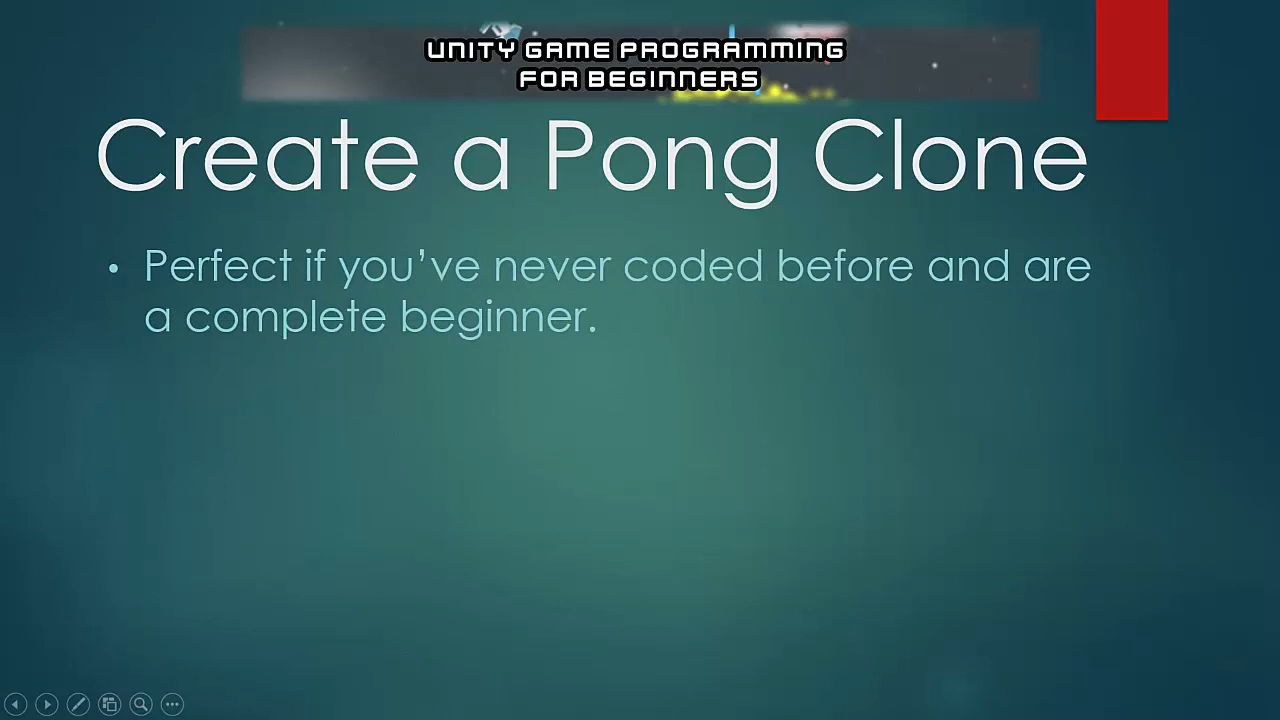 UNITY GAME PROGRAMMING
FOR BEGINNERS
Create a Pong Clone
• Perfect if you’ve never coded before and are
a complete beginner.